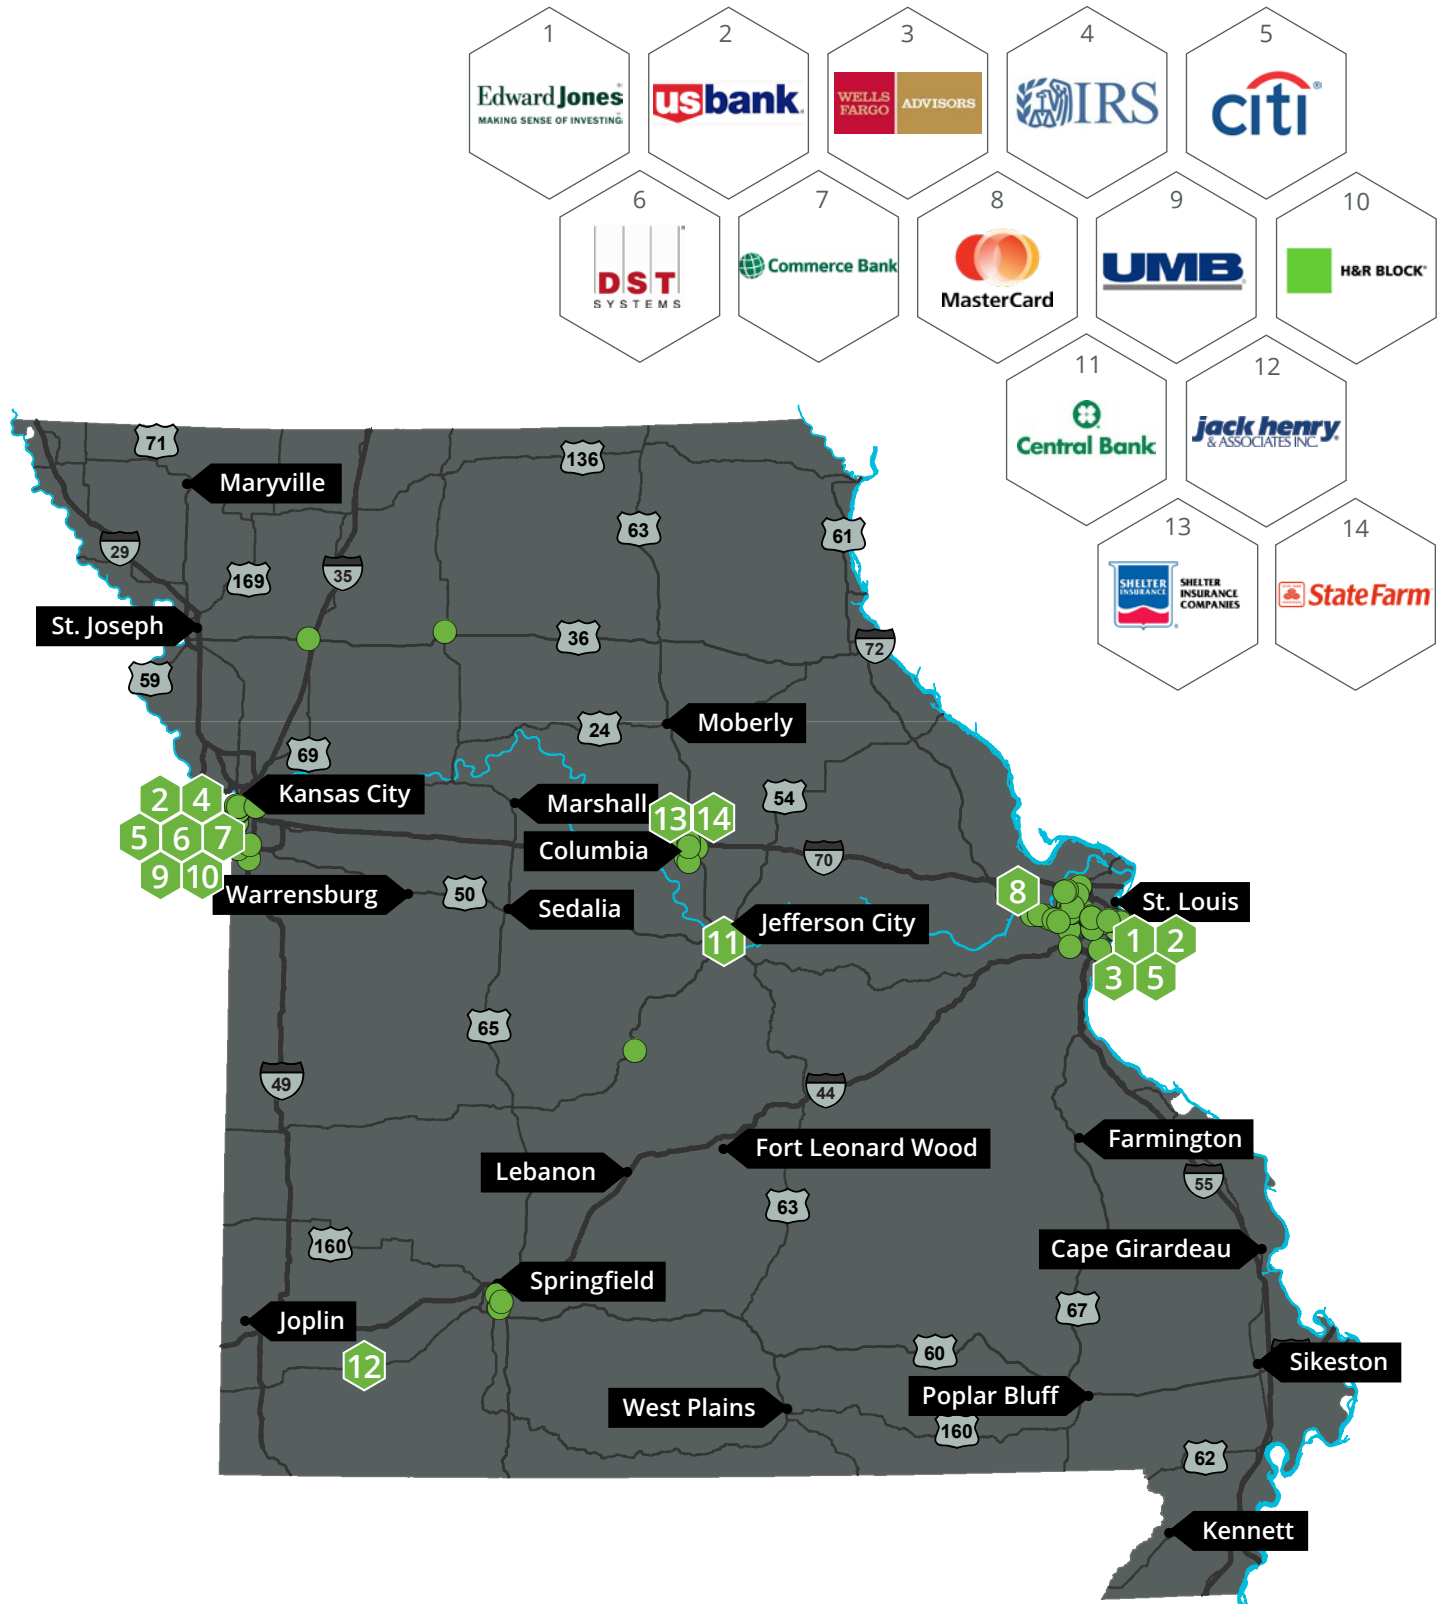 1
2
3
4
5
Edward Jones
MAKING SENSE OF INVESTING
usbank
WELLS FARGO
ADVISORS
IRS
citi
6
7
8
9
10
DST
SYSTEMS
Commerce Bank
MasterCard
UMB
H&R BLOCK
11
12
Central Bank
jack henry
& ASSOCIATES INC.
13
14
SHELTER
INSURANCE
SHELTER
INSURANCE
COMPANIES
State Farm
71
136
Maryville
63
61
29
169
35
St. Joseph
36
72
59
24
Moberly
69
Kansas City
2
4
5
6
7
9
10
Marshall
13
14
54
Columbia
70
Warrensburg
50
Sedalia
8
St. Louis
Jefferson City
11
1
2
3
5
65
49
44
Farmington
Fort Leonard Wood
Lebanon
55
63
160
Cape Girardeau
Springfield
67
Joplin
12
60
Sikeston
Poplar Bluff
West Plains
160
62
Kennett